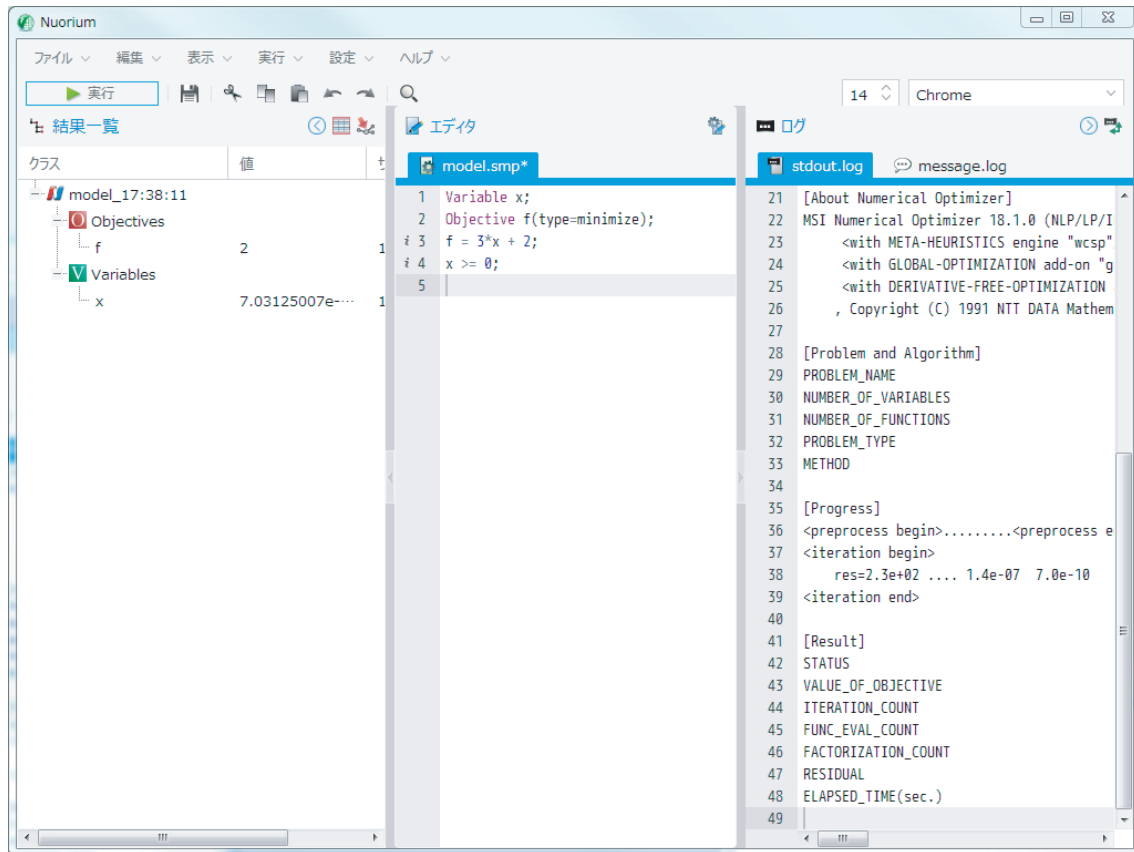 Nuorium
ファイル 編集 表示 実行 設定 ヘルプ
実行
14 Chrome
結果一覧
クラス 値
model_17:38:11
Objectives
f 2 1
Variables
x 7.03125007e-… 1
エディタ
model.smp*
1 Variable x;
2 Objective f(type=minimize);
i 3 f = 3*x + 2;
i 4 x >= 0;
5
ログ
stdout.log message.log
21 [About Numerical Optimizer]
22 MSI Numerical Optimizer 18.1.0 (NLP/LP/I
23 <with META-HEURISTICS engine "wcsp"
24 <with GLOBAL-OPTIMIZATION add-on "g
25 <with DERIVATIVE-FREE-OPTIMIZATION
26 , Copyright (C) 1991 NTT DATA Mathem
27
28 [Problem and Algorithm]
29 PROBLEM_NAME
30 NUMBER_OF_VARIABLES
31 NUMBER_OF_FUNCTIONS
32 PROBLEM_TYPE
33 METHOD
34
35 [Progress]
36 <preprocess begin>.........<preprocess e
37 <iteration begin>
38 res=2.3e+02 .... 1.4e-07 7.0e-10
39 <iteration end>
40
41 [Result]
42 STATUS
43 VALUE_OF_OBJECTIVE
44 ITERATION_COUNT
45 FUNC_EVAL_COUNT
46 FACTORIZATION_COUNT
47 RESIDUAL
48 ELAPSED_TIME(sec.)
49